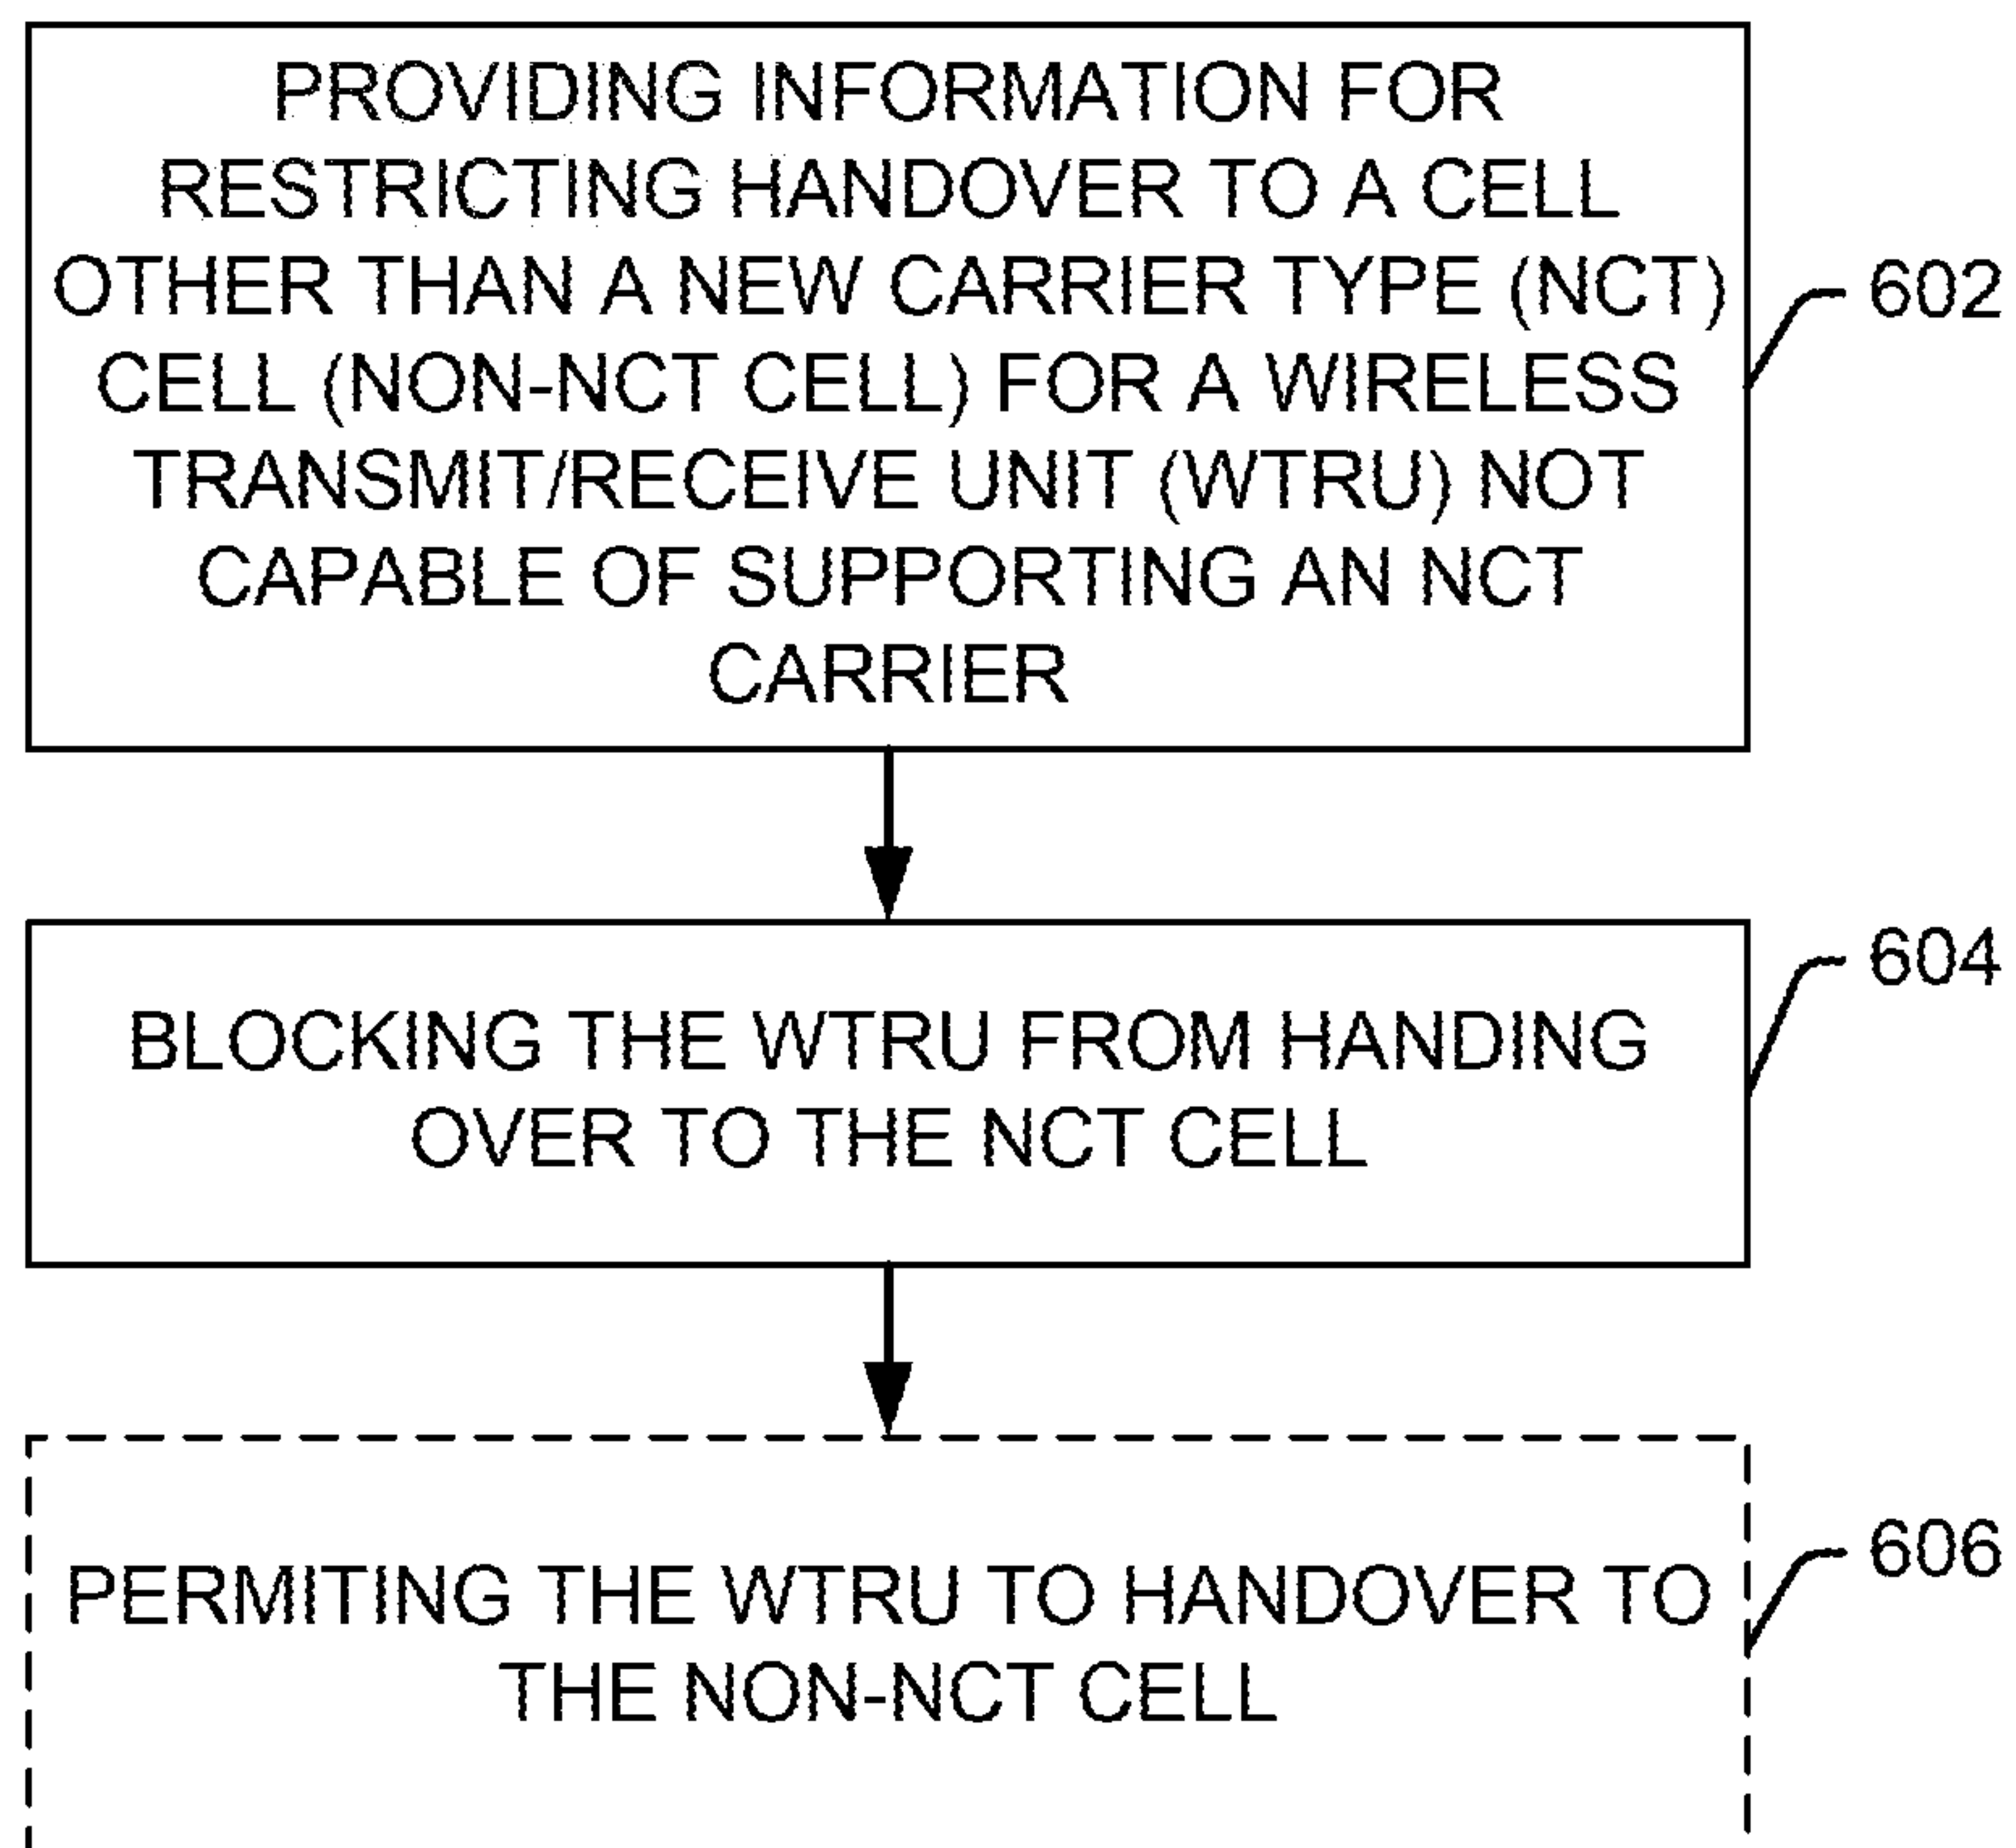 PROVIDING INFORMATION FOR
RESTRICTING HANDOVER TO A CELL
OTHER THAN A NEW CARRIER TYPE (NCT)
CELL (NON-NCT CELL) FOR A WIRELESS
TRANSMIT/RECEIVE UNIT (WTRU) NOT
CAPABLE OF SUPPORTING AN NCT
CARRIER
602
BLOCKING THE WTRU FROM HANDING
OVER TO THE NCT CELL
604
PERMITING THE WTRU TO HANDOVER TO
THE NON-NCT CELL
606